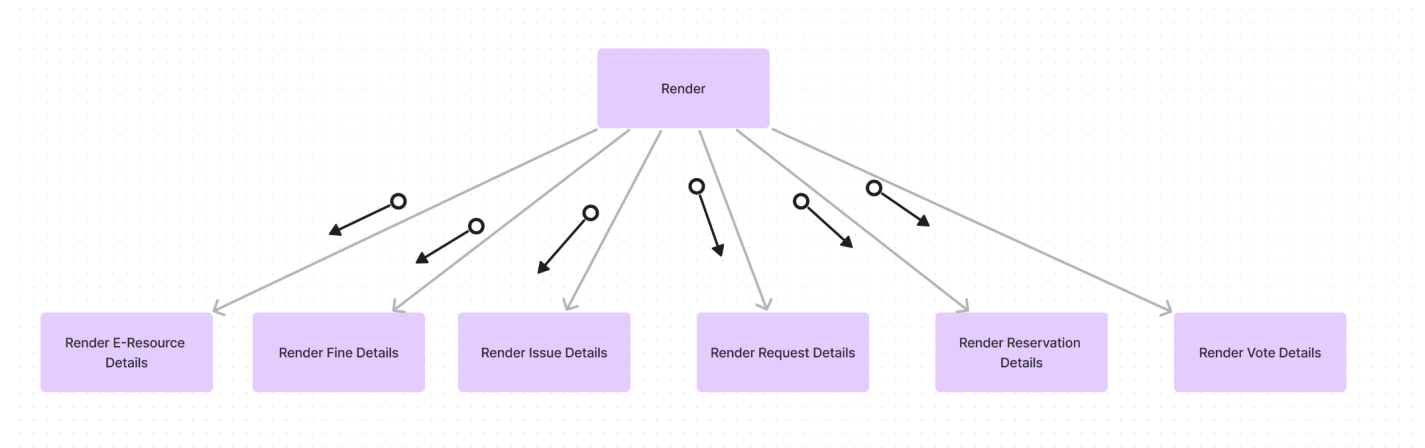 Render
Render E-Resource
Details
Render Fine Details
Render Issue Details
Render Request Details
Render Reservation
Details
Render Vote Details